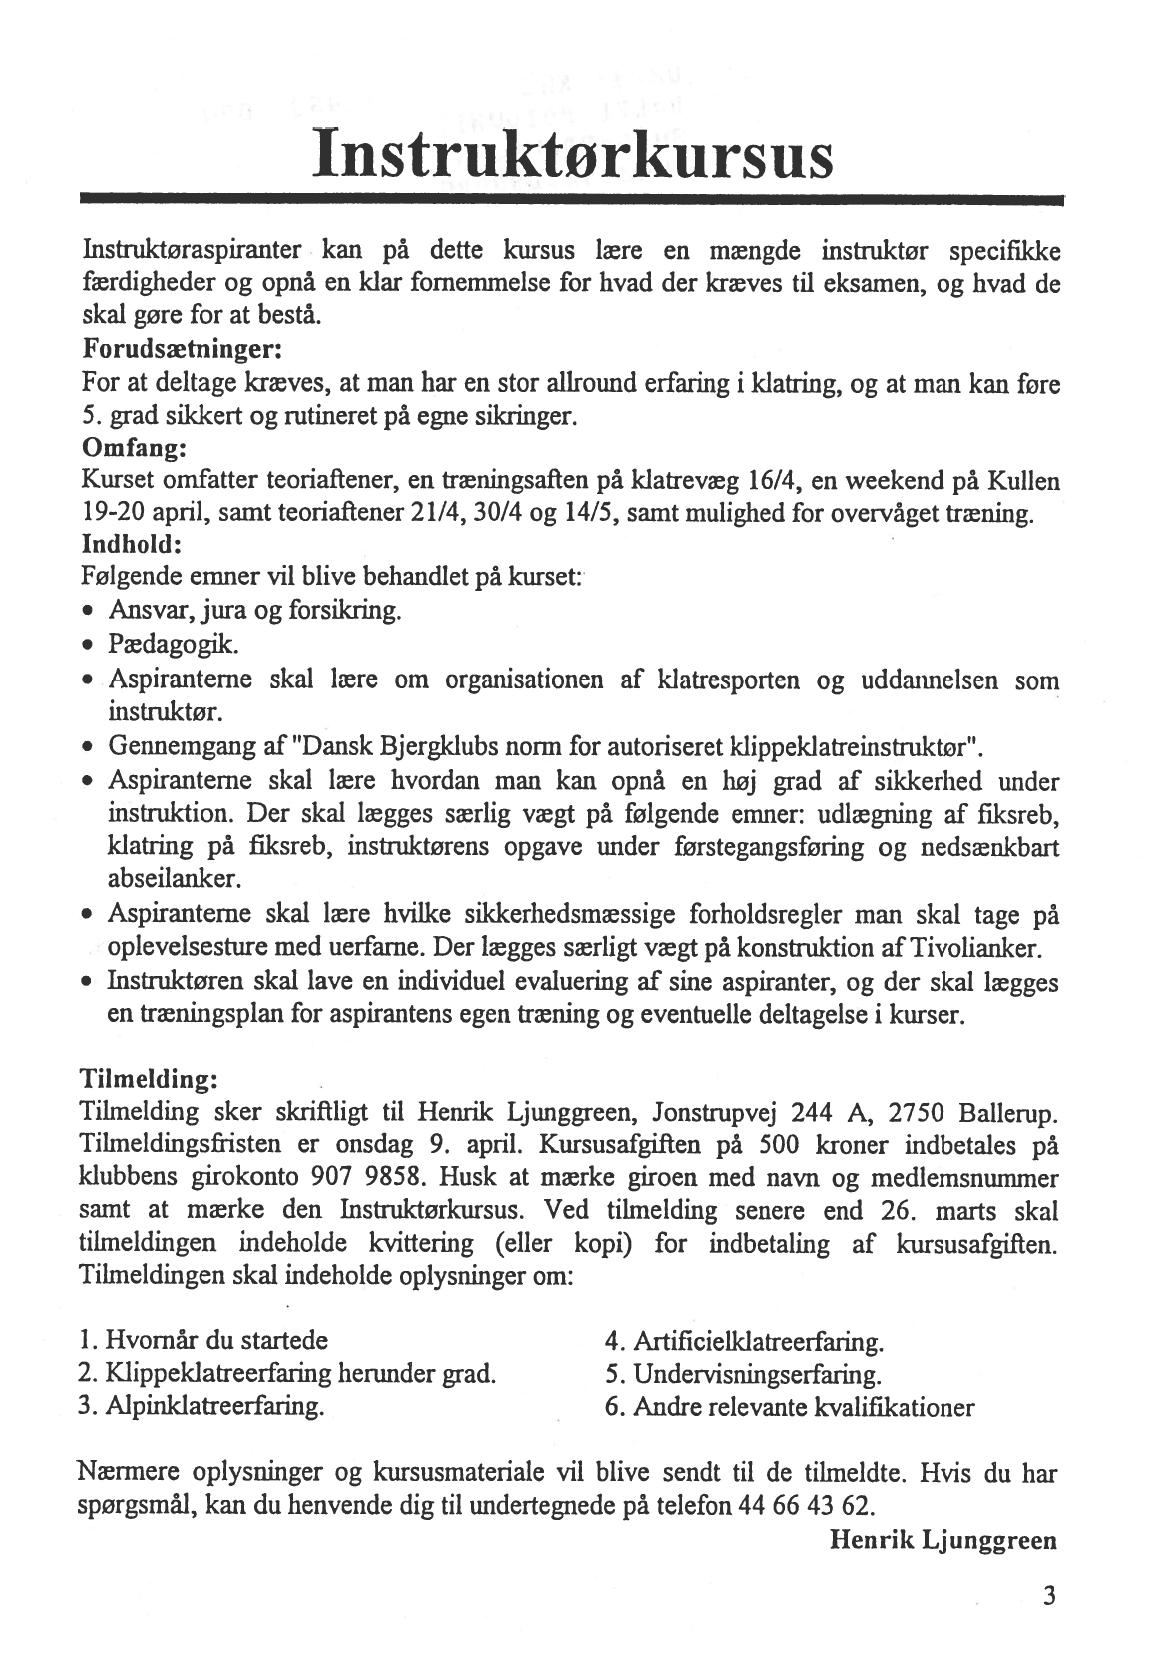 Instruktørkursus
Instruktøraspiranter kan på dette kursus lære en mængde instruktør specifikke
færdigheder og opnå en klar fornemmelse for hvad der kræves til eksamen, og hvad de
skal gøre for at bestå.
Forudsætninger:
For at deltage kræves, at man har en stor allround erfaring i klatring, og at man kan føre
5. grad sikkert og rutineret på egne sikringer.
Omfang:
Kurset omfatter teoriaftener, en træningsaften på klatrevæg 16/4, en weekend på Kullen
19-20 april, samt teoriaftener 21/4, 30/4 og 14/5, samt mulighed for overvåget træning.
Indhold:
Følgende emner vil blive behandlet på kurset:
• Ansvar, jura og forsikring.
• Pædagogik.
• Aspiranterne skal lære om organisationen af klatresporten og uddannelsen som
instruktør.
• Gennemgang af "Dansk Bjergklubs norm for autoriseret klippeklatreinstruktør".
• Aspiranterne skal lære hvordan man kan opnå en høj grad af sikkerhed under
instruktion. Der skal lægges særlig vægt på følgende emner: udlægning af fiksreb,
klatring på fiksreb, instruktørens opgave under førstegangsføring og nedsænkbart
abseilanker.
• Aspiranterne skal lære hvilke sikkerhedsmæssige forholdsregler man skal tage på
oplevelsesture med uerfarne. Der lægges særligt vægt på konstruktion af Tivolianker.
• Instruktøren skal lave en individuel evaluering af sine aspiranter, og der skal lægges
en træningsplan for aspirantens egen træning og eventuelle deltagelse i kurser.
Tilmelding:
Tilmelding sker skriftligt til Henrik Ljunggreen, Jonstrupvej 244 A, 2750 Ballerup.
Tilmeldingsfristen er onsdag 9. april. Kursusafgiften på 500 kroner indbetales på
klubbens girokonto 907 9858. Husk at mærke giroen med navn og medlemsnummer
samt at mærke den Instruktørkursus. Ved tilmelding senere end 26. marts skal
tilmeldingen indeholde kvittering (eller kopi) for indbetaling af kursusafgiften.
Tilmeldingen skal indeholde oplysninger om:
1. Hvornår du startede
2. Klippeklatreerfaring herunder grad.
3. Alpinklatreerfaring.
4. Artificielklatreerfaring.
5. Undervisningserfaring.
6. Andre relevante kvalifikationer
Nærmere oplysninger og kursusmateriale vil blive sendt til de tilmeldte. Hvis du har
spørgsmål, kan du henvende dig til undertegnede på telefon 44 66 43 62.
Henrik Ljunggreen
3